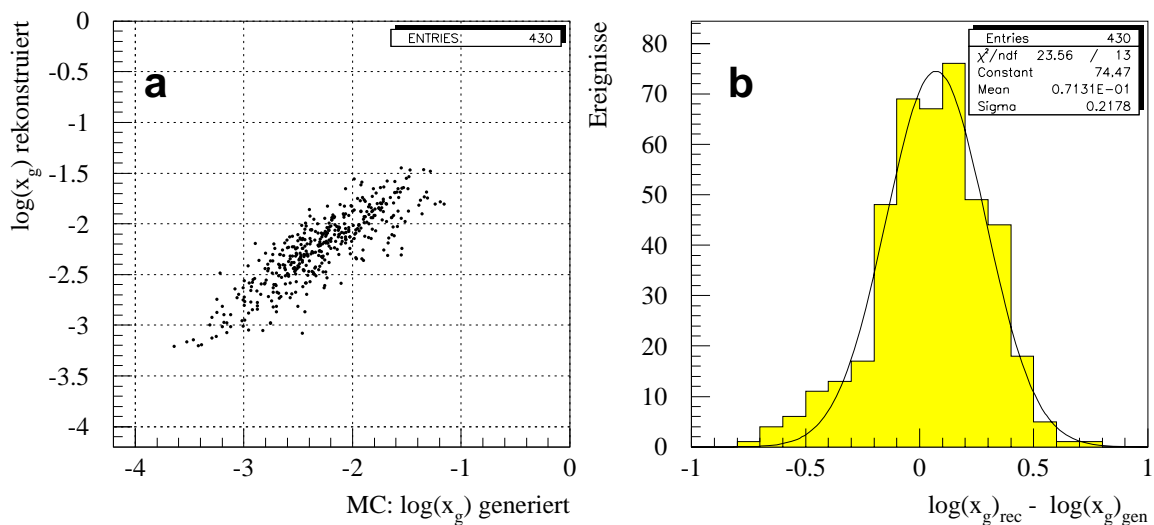 log(x_g) rekonstruiert
0
-0.5
-1
-1.5
-2
-2.5
-3
-3.5
-4
a
ENTRIES: 430
-4 -3 -2 -1 0
MC: log(x_g) generiert
Ereignisse
80
70
60
50
40
30
20
10
0
b
Entries 430
χ²/ndf 23.56 / 13
Constant 74.47
Mean 0.7131E-01
Sigma 0.2178
-1 -0.5 0 0.5 1
log(x_g)_rec - log(x_g)_gen